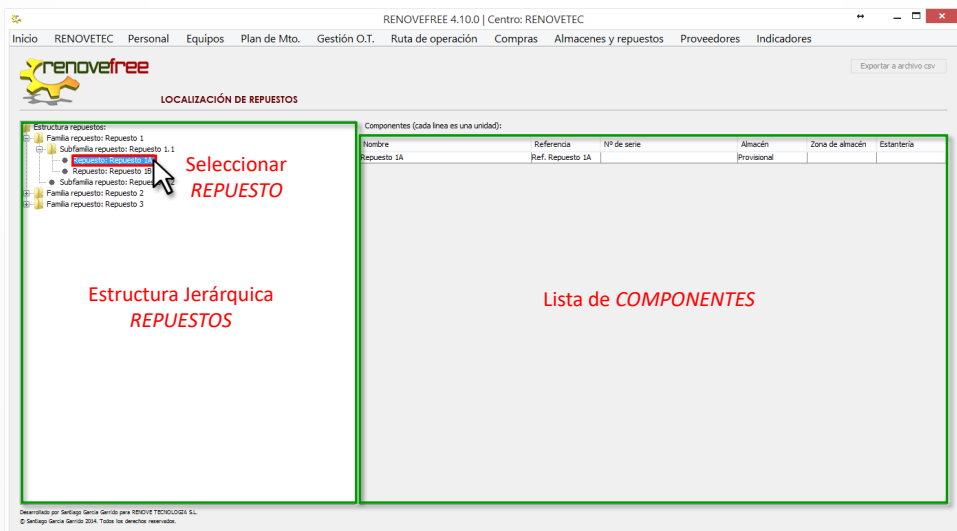 RENOVEFREE 4.10.0 | Centro: RENOVETEC
Inicio RENOVETEC Personal Equipos Plan de Mto. Gestión O.T. Ruta de operación Compras Almacenes y repuestos Proveedores Indicadores
renovefree
Exportar a archivo csv
LOCALIZACIÓN DE REPUESTOS
Estructura repuestos:
Familia repuesto: Repuesto 1
Subfamilia repuesto: Repuesto 1.1
Repuesto: Repuesto 1A
Repuesto: Repuesto 1B
Subfamilia repuesto: 2
Familia repuesto: Repuesto 2
Familia repuesto: Repuesto 3
Seleccionar
REPUESTO
Estructura Jerárquica
REPUESTOS
Componentes (cada linea es una unidad):
Nombre Referencia Nº de serie Almacén Zona de almacén Estantería
Repuesto 1A Ref. Repuesto 1A Provisional
Lista de COMPONENTES
Desarrollado por Santiago Garcia Garrido para RENOVE TECNOLOGÍA S.L.
© Santiago Garcia Garrido 2014. Todos los derechos reservados.